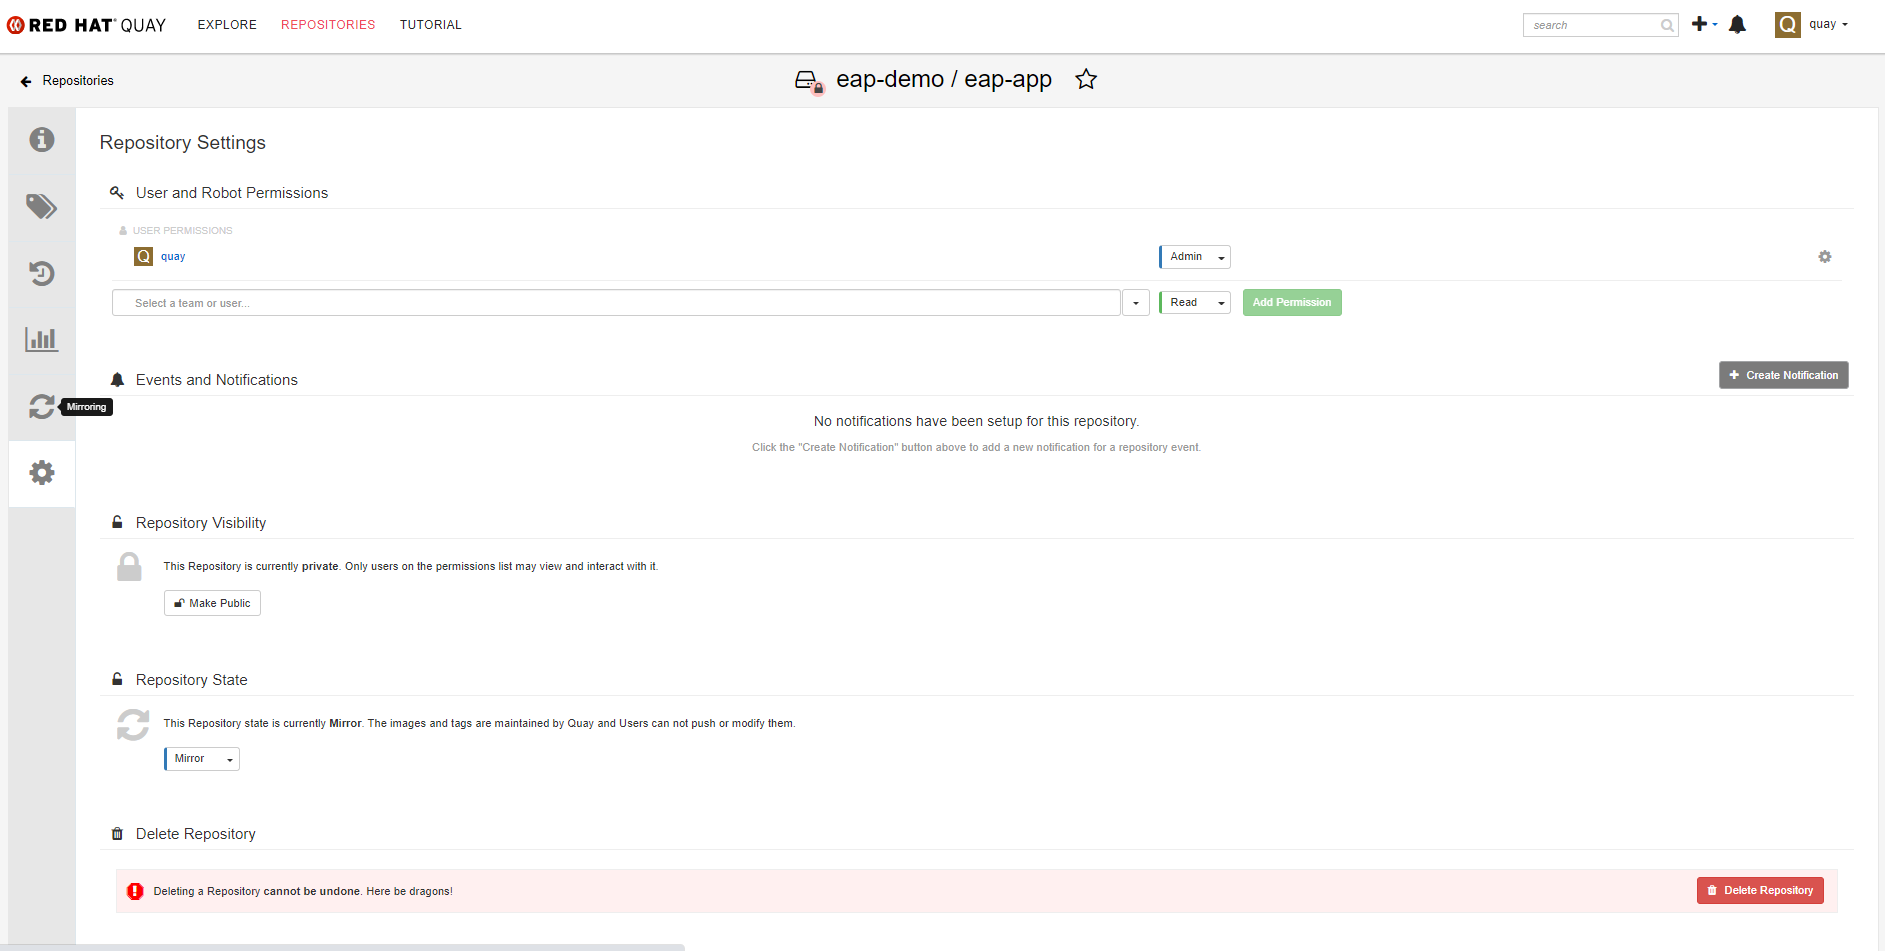 RED HAT® QUAY EXPLORE REPOSITORIES TUTORIAL search Q quay
Repositories eap-demo / eap-app
Repository Settings
User and Robot Permissions
USER PERMISSIONS
Q quay Admin
Select a team or user... Read Add Permission
Events and Notifications Create Notification
Mirroring
No notifications have been setup for this repository.
Click the "Create Notification" button above to add a new notification for a repository event.
Repository Visibility
This Repository is currently private. Only users on the permissions list may view and interact with it.
Make Public
Repository State
This Repository state is currently Mirror. The images and tags are maintained by Quay and Users can not push or modify them.
Mirror
Delete Repository
Deleting a Repository cannot be undone. Here be dragons! Delete Repository